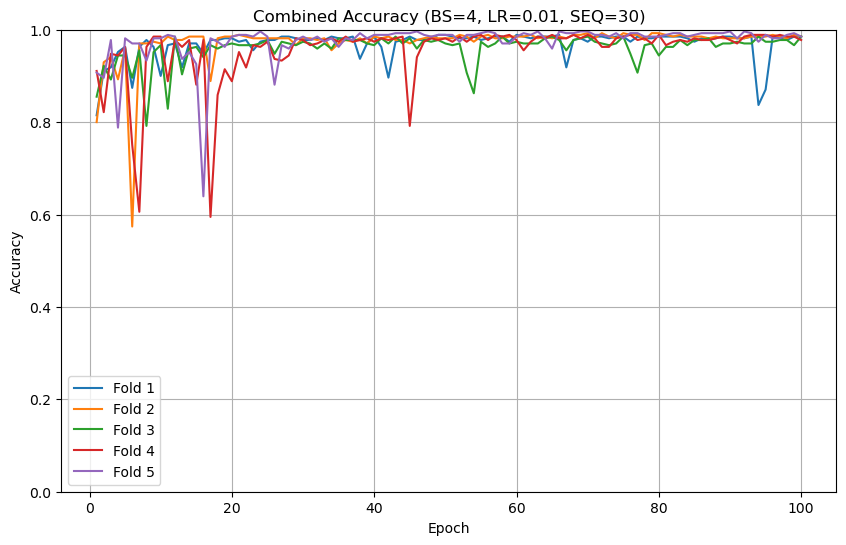 Combined Accuracy (BS=4, LR=0.01, SEQ=30)
1.0
0.8
0.6
0.4
0.2
0.0
Accuracy
Fold 1
Fold 2
Fold 3
Fold 4
Fold 5
0 20 40 60 80 100
Epoch